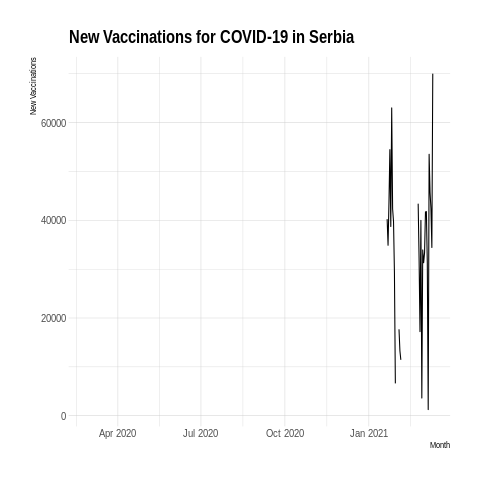 New Vaccinations for COVID-19 in Serbia
New Vaccinations
60000
40000
20000
0
Apr 2020 Jul 2020 Oct 2020 Jan 2021
Month